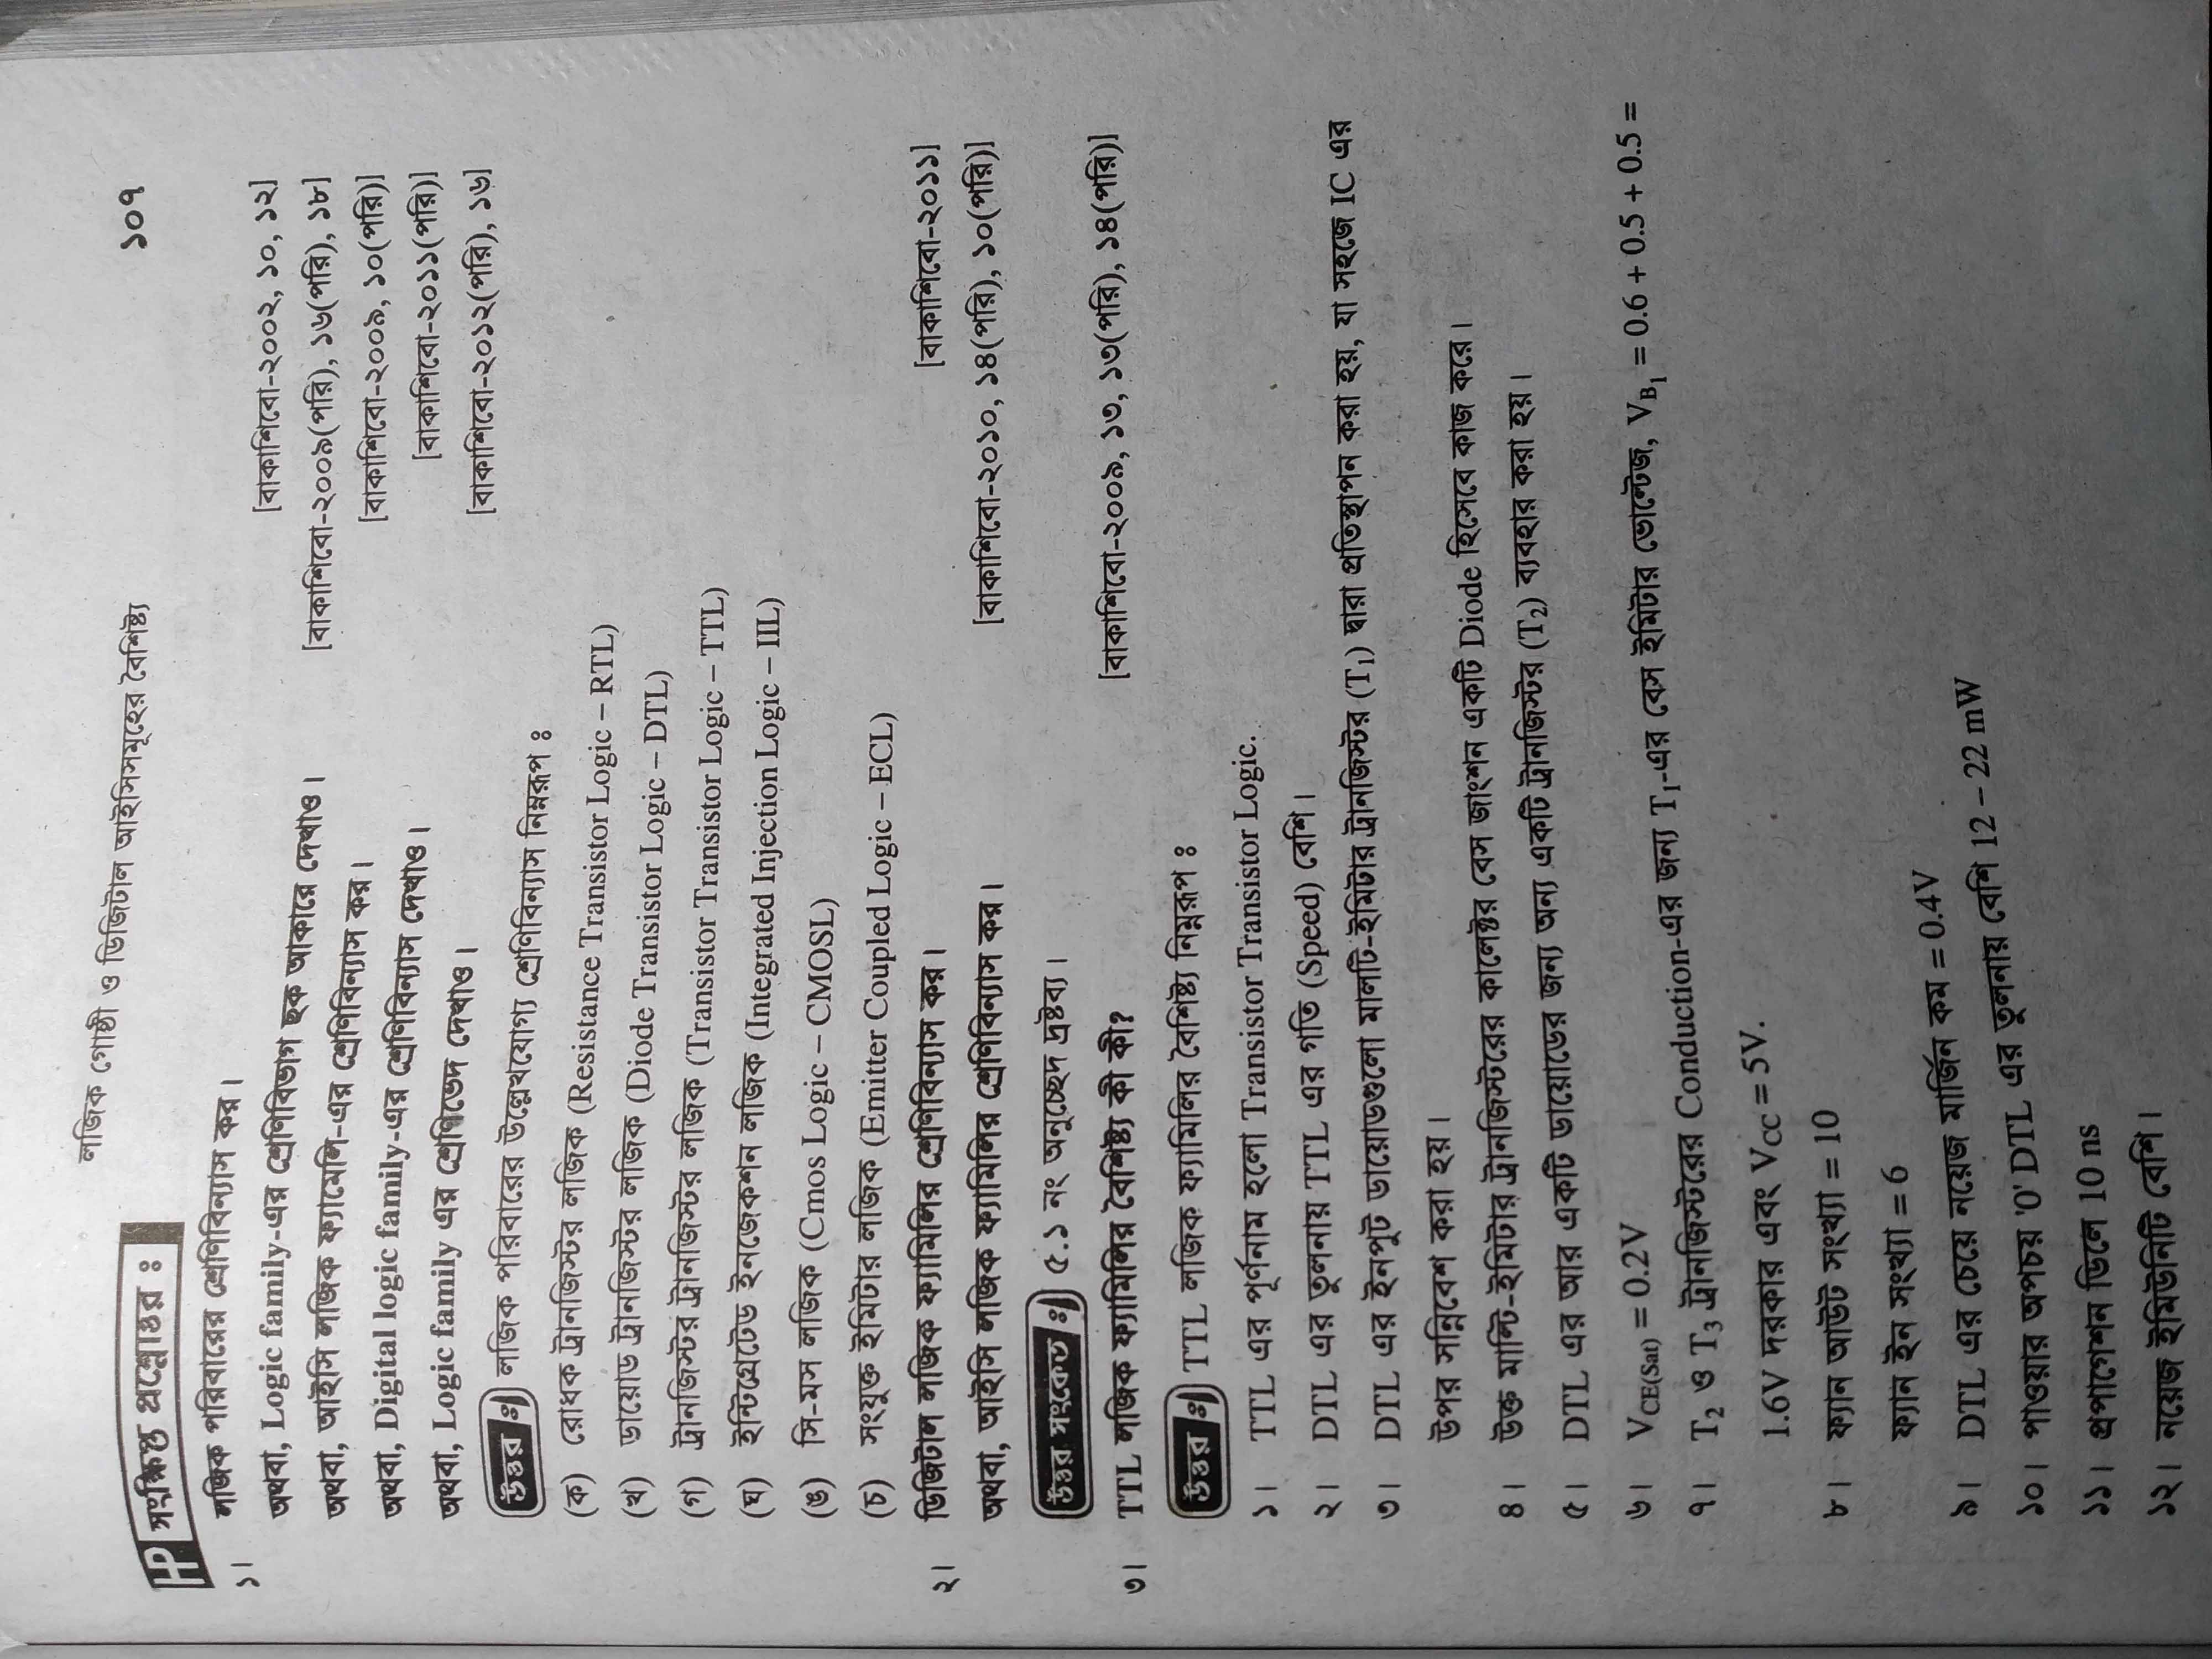 লজিক গোষ্ঠী ও ডিজিটাল আইসিসমূহের বৈশিষ্ট্য
১০৭
HP সংক্ষিপ্ত প্রশ্নোত্তর ঃ
১। লজিক পরিবারের শ্রেণিবিন্যাস কর। [বাকাশিবো-২০০২, ১০, ১২]
অথবা, Logic family-এর শ্রেণিবিভাগ ছক আকারে দেখাও। [বাকাশিবো-২০০৯(পরি), ১৬(পরি), ১৮]
অথবা, আইসি লজিক ফ্যামেলি-এর শ্রেণিবিন্যাস কর। [বাকাশিবো-২০০৯, ১০(পরি)]
অথবা, Digital logic family-এর শ্রেণিবিন্যাস দেখাও। [বাকাশিবো-২০১১(পরি)]
অথবা, Logic family এর শ্রেণিভেদ দেখাও। [বাকাশিবো-২০১২(পরি), ১৬]
উত্তর ঃ লজিক পরিবারের উল্লেখযোগ্য শ্রেণিবিন্যাস নিম্নরূপ ঃ
(ক) রোধক ট্রানজিস্টর লজিক (Resistance Transistor Logic – RTL)
(খ) ডায়োড ট্রানজিস্টর লজিক (Diode Transistor Logic – DTL)
(গ) ট্রানজিস্টর ট্রানজিস্টর লজিক (Transistor Transistor Logic – TTL)
(ঘ) ইন্টিগ্রেটেড ইনজেকশন লজিক (Integrated Injection Logic – IIL)
(ঙ) সি-মস লজিক (Cmos Logic – CMOSL)
(চ) সংযুক্ত ইমিটার লজিক (Emitter Coupled Logic – ECL)
২। ডিজিটাল লজিক ফ্যামিলির শ্রেণিবিন্যাস কর। [বাকাশিবো-২০১১]
অথবা, আইসি লজিক ফ্যামিলির শ্রেণিবিন্যাস কর। [বাকাশিবো-২০১০, ১৪(পরি), ১০(পরি)]
উত্তর সংকেত ঃ ৫.১ নং অনুচ্ছেদ দ্রষ্টব্য।
৩। TTL লজিক ফ্যামিলির বৈশিষ্ট্য কী কী? [বাকাশিবো-২০০৯, ১৩, ১৩(পরি), ১৪(পরি)]
উত্তর ঃ TTL লজিক ফ্যামিলির বৈশিষ্ট্য নিম্নরূপ ঃ
১। TTL এর পূর্ণনাম হলো Transistor Transistor Logic.
২। DTL এর তুলনায় TTL এর গতি (Speed) বেশি।
৩। DTL এর ইনপুট ডায়োডগুলো মালটি-ইমিটার ট্রানজিস্টর (T₁) দ্বারা প্রতিস্থাপন করা হয়, যা সহজে IC এর
উপর সন্নিবেশ করা হয়।
৪। উক্ত মাল্টি-ইমিটার ট্রানজিস্টরের কালেক্টর বেস জাংশন একটি Diode হিসেবে কাজ করে।
৫। DTL এর আর একটি ডায়োডের জন্য অন্য একটি ট্রানজিস্টর (T₂) ব্যবহার করা হয়।
৬। V_CE(Sat) = 0.2V
৭। T₂ ও T₃ ট্রানজিস্টরের Conduction-এর জন্য T₁-এর বেস ইমিটার ভোল্টেজ, V_B₁ = 0.6 + 0.5 + 0.5 =
1.6V দরকার এবং V_CC = 5V.
৮। ফ্যান আউট সংখ্যা = 10
ফ্যান ইন সংখ্যা = 6
৯। DTL এর চেয়ে নয়েজ মার্জিন কম = 0.4V
১০। পাওয়ার অপচয় '0' DTL এর তুলনায় বেশি 12 – 22 mW
১১। প্রপাগেশন ডিলে 10 ns
১২। নয়েজ ইমিউনিটি বেশি।